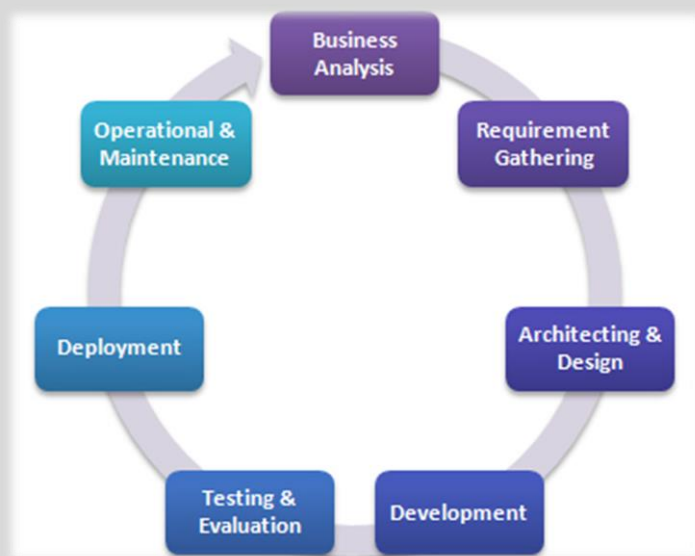 Business
Analysis
Requirement
Gathering
Architecting &
Design
Development
Testing &
Evaluation
Deployment
Operational &
Maintenance